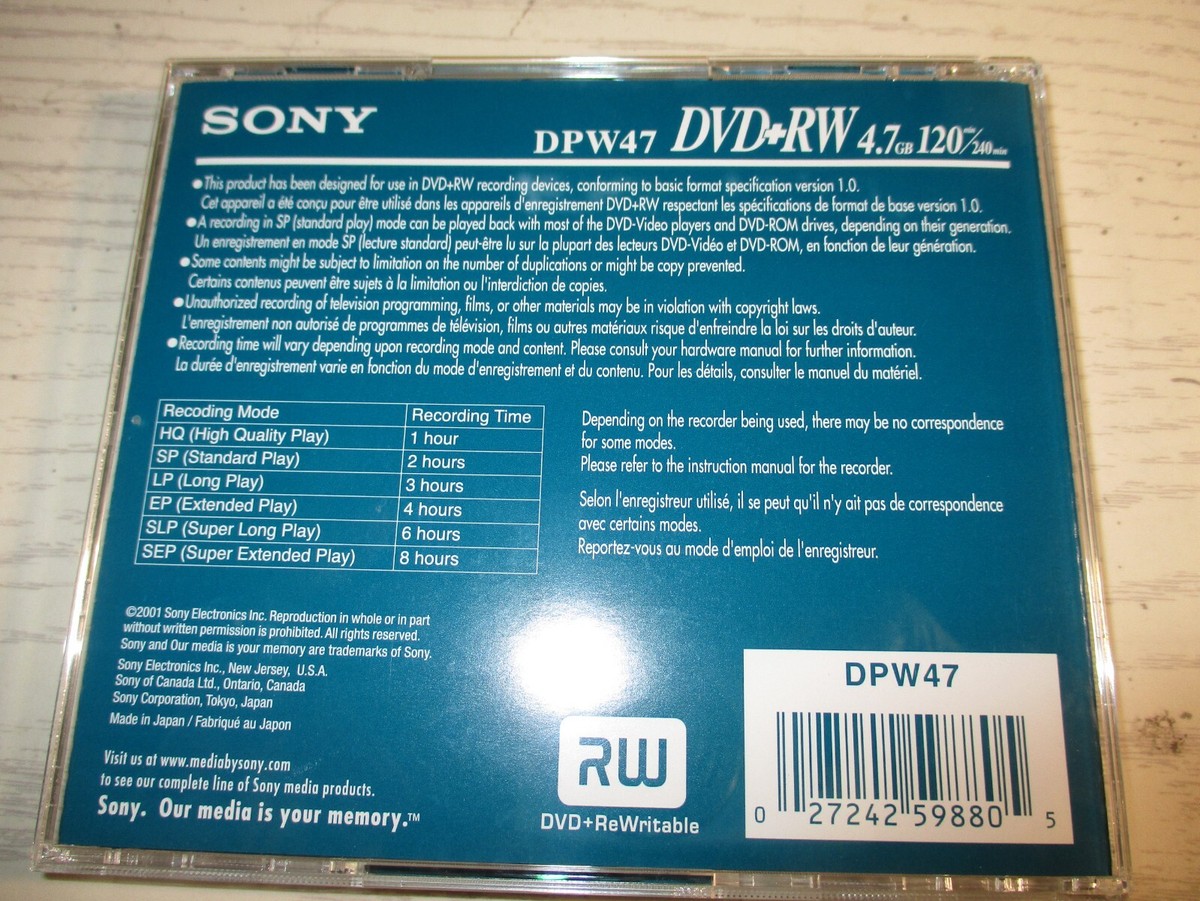 SONY
DPW47 DVD+RW 4.7GB 120min/240min
●This product has been designed for use in DVD+RW recording devices, conforming to basic format specification version 1.0.
Cet appareil a été conçu pour être utilisé dans les appareils d'enregistrement DVD+RW respectant les spécifications de format de base version 1.0.
●A recording in SP (standard play) mode can be played back with most of the DVD-Video players and DVD-ROM drives, depending on their generation.
Un enregistrement en mode SP (lecture standard) peut-être lu sur la plupart des lecteurs DVD-Vidéo et DVD-ROM, en fonction de leur génération.
●Some contents might be subject to limitation on the number of duplications or might be copy prevented.
Certains contenus peuvent être sujets à la limitation ou l'interdiction de copies.
●Unauthorized recording of television programming, films, or other materials may be in violation with copyright laws.
L'enregistrement non autorisé de programmes de télévision, films ou autres matériaux risque d'enfreindre la loi sur les droits d'auteur.
●Recording time will vary depending upon recording mode and content. Please consult your hardware manual for further information.
La durée d'enregistrement varie en fonction du mode d'enregistrement et du contenu. Pour les détails, consulter le manuel du matériel.
Recoding Mode Recording Time
HQ (High Quality Play) 1 hour
SP (Standard Play) 2 hours
LP (Long Play) 3 hours
EP (Extended Play) 4 hours
SLP (Super Long Play) 6 hours
SEP (Super Extended Play) 8 hours
Depending on the recorder being used, there may be no correspondence
for some modes.
Please refer to the instruction manual for the recorder.
Selon l'enregistreur utilisé, il se peut qu'il n'y ait pas de correspondence
avec certains modes.
Reportez-vous au mode d'emploi de l'enregistreur.
©2001 Sony Electronics Inc. Reproduction in whole or in part
without written permission is prohibited. All rights reserved.
Sony and Our media is your memory are trademarks of Sony.
Sony Electronics Inc., New Jersey, U.S.A.
Sony of Canada Ltd., Ontario, Canada
Sony Corporation, Tokyo, Japan
Made in Japan / Fabriqué au Japon
Visit us at www.mediabysony.com
to see our complete line of Sony media products.
Sony. Our media is your memory.™
RW
DVD+ReWritable
DPW47
0 27242 59880 5